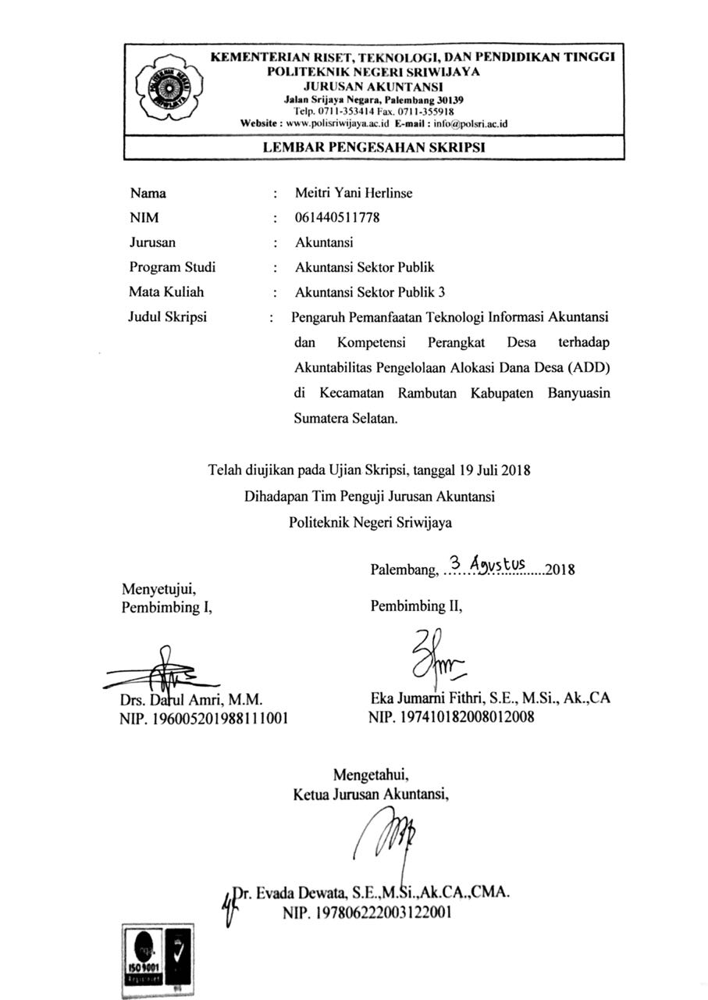 POLITEKNIK NEGERI
SRIWIJAYA
KEMENTERIAN RISET, TEKNOLOGI, DAN PENDIDIKAN TINGGI
POLITEKNIK NEGERI SRIWIJAYA
JURUSAN AKUNTANSI
Jalan Srijaya Negara, Palembang 30139
Telp. 0711-353414 Fax. 0711-355918
Website : www.polisriwijaya.ac.id E-mail : info@polsri.ac.id
LEMBAR PENGESAHAN SKRIPSI
Nama : Meitri Yani Herlinse
NIM : 061440511778
Jurusan : Akuntansi
Program Studi : Akuntansi Sektor Publik
Mata Kuliah : Akuntansi Sektor Publik 3
Judul Skripsi : Pengaruh Pemanfaatan Teknologi Informasi Akuntansi
dan Kompetensi Perangkat Desa terhadap
Akuntabilitas Pengelolaan Alokasi Dana Desa (ADD)
di Kecamatan Rambutan Kabupaten Banyuasin
Sumatera Selatan.
Telah diujikan pada Ujian Skripsi, tanggal 19 Juli 2018
Dihadapan Tim Penguji Jurusan Akuntansi
Politeknik Negeri Sriwijaya
Palembang, 3 Agustus 2018
Menyetujui,
Pembimbing I,
Pembimbing II,
Drs. Darul Amri, M.M.
NIP. 196005201988111001
Eka Jumarni Fithri, S.E., M.Si., Ak.,CA
NIP. 197410182008012008
Mengetahui,
Ketua Jurusan Akuntansi,
Dr. Evada Dewata, S.E.,M.Si.,Ak.CA.,CMA.
NIP. 197806222003122001
nqa.
ISO 9001
Registered